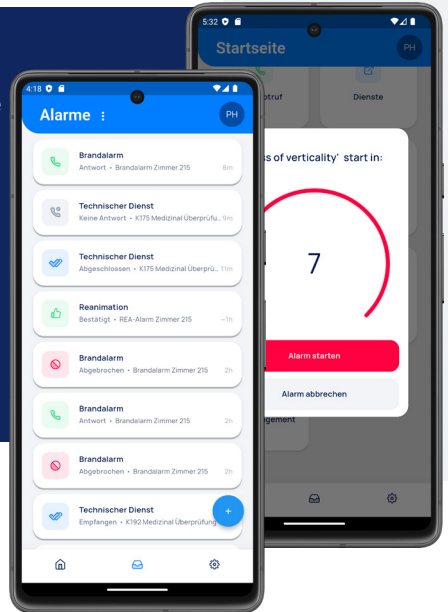 4:18
Alarme
PH
Brandalarm
Antwort • Brandalarm Zimmer 215 8m
Technischer Dienst
Keine Antwort • K175 Medizinal Überprüfu... 9m
Technischer Dienst
Abgeschlossen • K175 Medizinal Überprü... 11m
Reanimation
Bestätigt • REA-Alarm Zimmer 215 ~1h
Brandalarm
Abgebrochen • Brandalarm Zimmer 215 2h
Brandalarm
Antwort • Brandalarm Zimmer 215 2h
Brandalarm
Abgebrochen • Brandalarm Zimmer 215 2h
Technischer Dienst
Empfangen • K192 Medizinal Überprüfung
+
5:32
Startseite
PH
Dienste
verticality' start in:
7
Alarm starten
Alarm abbrechen